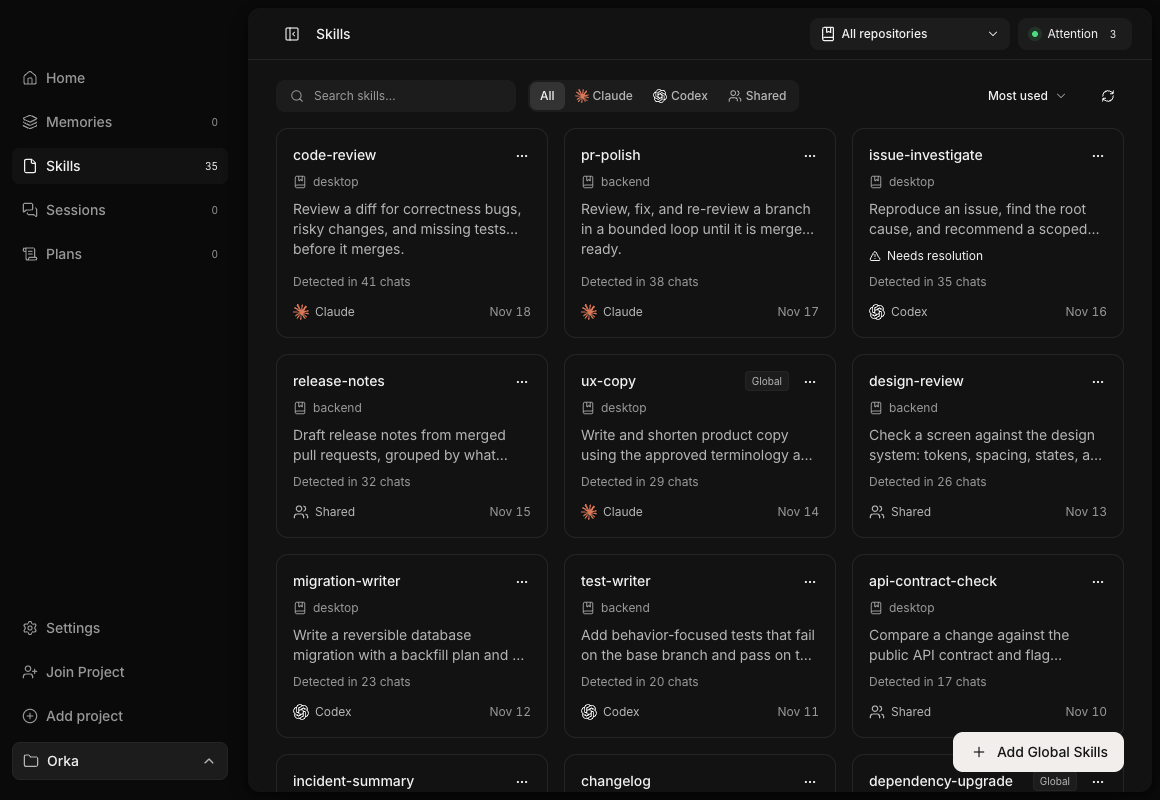 Skills
All repositories
Attention 3
Home
Memories 0
Skills 35
Sessions 0
Plans 0
Settings
Join Project
Add project
Orka
Search skills...
All Claude Codex Shared
Most used
code-review
desktop
Review a diff for correctness bugs,
risky changes, and missing tests...
before it merges.
Detected in 41 chats
Claude Nov 18
pr-polish
backend
Review, fix, and re-review a branch
in a bounded loop until it is merge...
ready.
Detected in 38 chats
Claude Nov 17
issue-investigate
desktop
Reproduce an issue, find the root
cause, and recommend a scoped...
Needs resolution
Detected in 35 chats
Codex Nov 16
release-notes
backend
Draft release notes from merged
pull requests, grouped by what...
Detected in 32 chats
Shared Nov 15
ux-copy Global
desktop
Write and shorten product copy
using the approved terminology a...
Detected in 29 chats
Claude Nov 14
design-review
backend
Check a screen against the design
system: tokens, spacing, states, a...
Detected in 26 chats
Shared Nov 13
migration-writer
desktop
Write a reversible database
migration with a backfill plan and ...
Detected in 23 chats
Codex Nov 12
test-writer
backend
Add behavior-focused tests that fail
on the base branch and pass on t...
Detected in 20 chats
Codex Nov 11
api-contract-check
desktop
Compare a change against the
public API contract and flag...
Detected in 17 chats
Shared Nov 10
Add Global Skills
incident-summary
changelog
dependency-upgrade Global